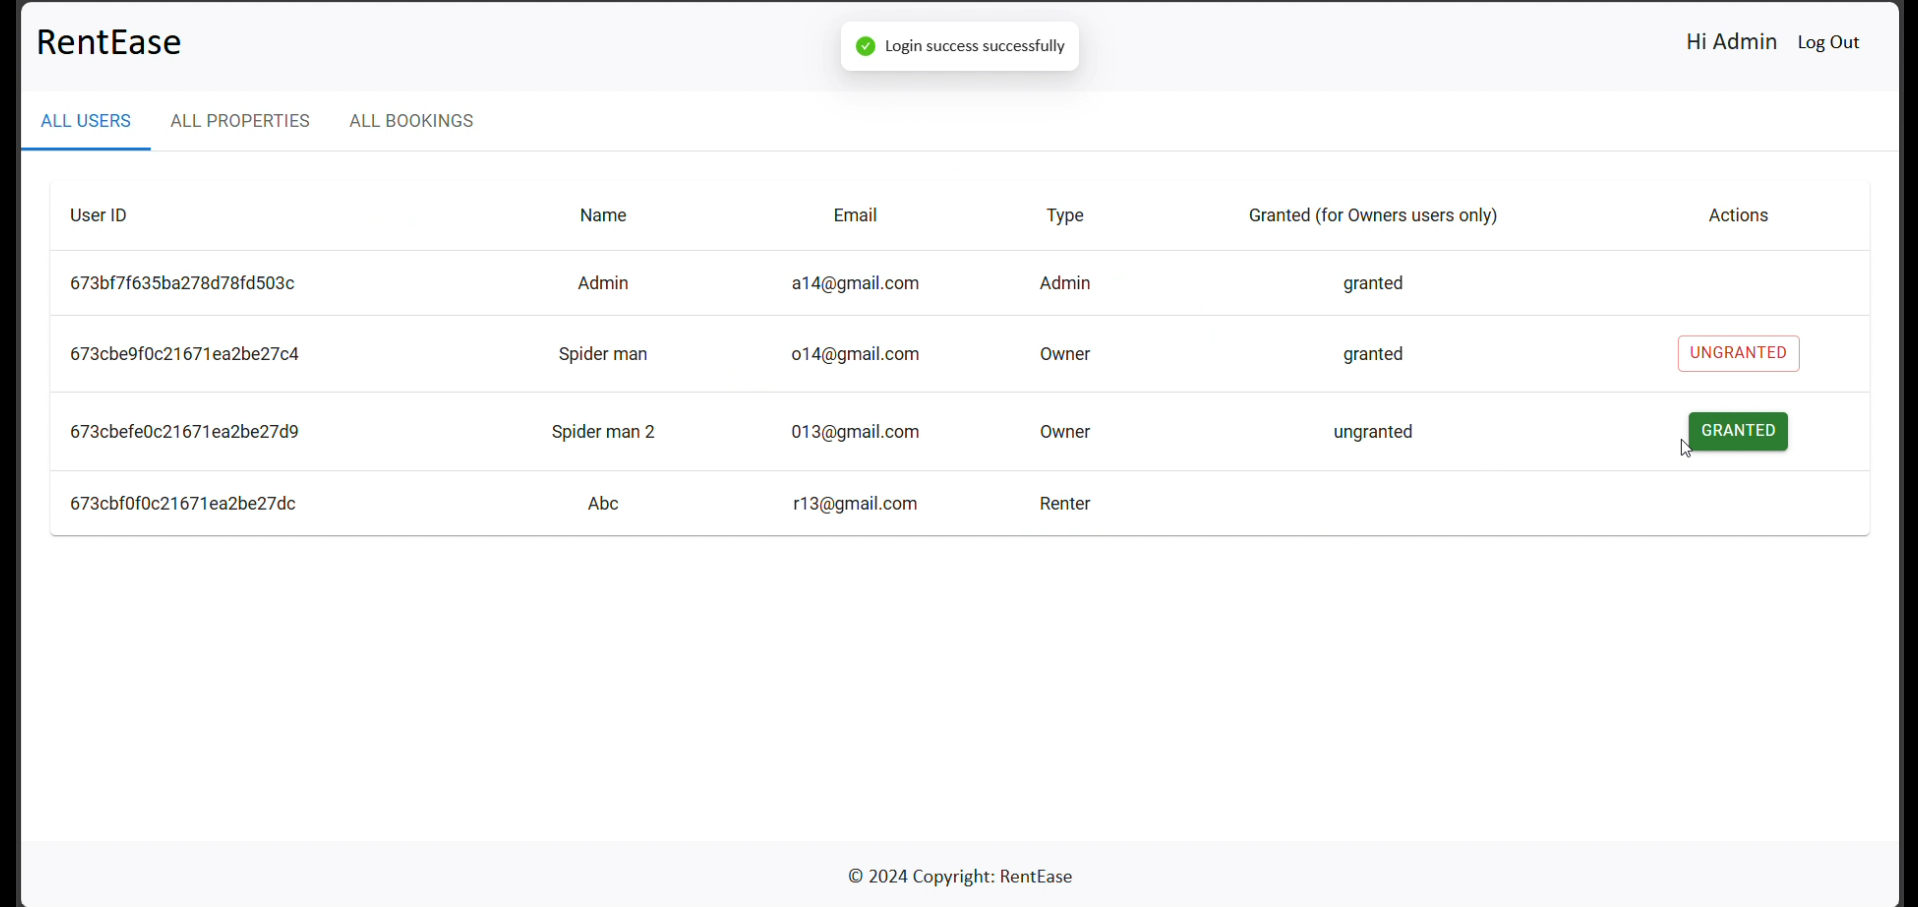 RentEase
Login success successfully
Hi Admin Log Out
ALL USERS ALL PROPERTIES ALL BOOKINGS
User ID Name Email Type Granted (for Owners users only) Actions
673bf7f635ba278d78fd503c Admin a14@gmail.com Admin granted
673cbe9f0c21671ea2be27c4 Spider man o14@gmail.com Owner granted UNGRANTED
673cbefe0c21671ea2be27d9 Spider man 2 013@gmail.com Owner ungranted GRANTED
673cbf0f0c21671ea2be27dc Abc r13@gmail.com Renter
© 2024 Copyright: RentEase